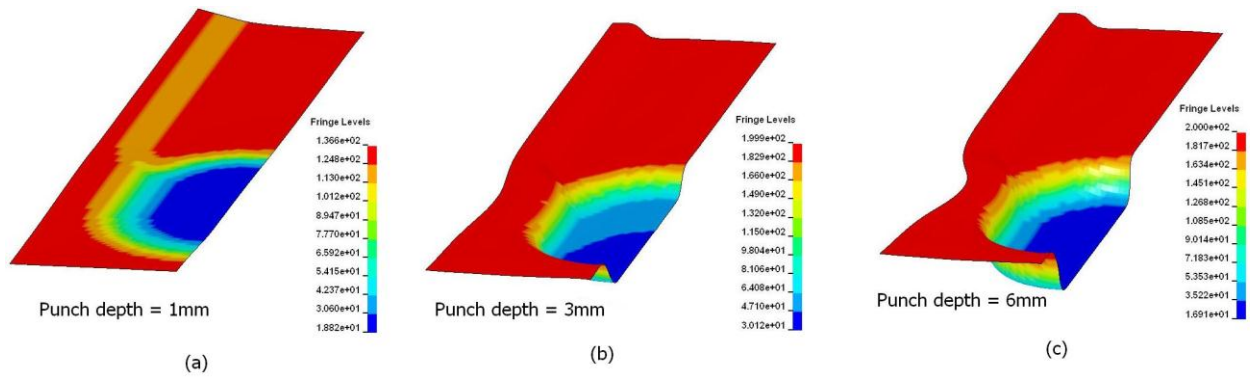 Fringe Levels
1.366e+02
1.248e+02
1.130e+02
1.012e+02
8.947e+01
7.770e+01
6.592e+01
5.415e+01
4.237e+01
3.060e+01
1.882e+01
Punch depth = 1mm
(a)
Fringe Levels
1.999e+02
1.829e+02
1.660e+02
1.490e+02
1.320e+02
1.150e+02
9.804e+01
8.106e+01
6.408e+01
4.710e+01
3.012e+01
Punch depth = 3mm
(b)
Fringe Levels
2.000e+02
1.817e+02
1.634e+02
1.451e+02
1.268e+02
1.085e+02
9.014e+01
7.183e+01
5.353e+01
3.522e+01
1.691e+01
Punch depth = 6mm
(c)